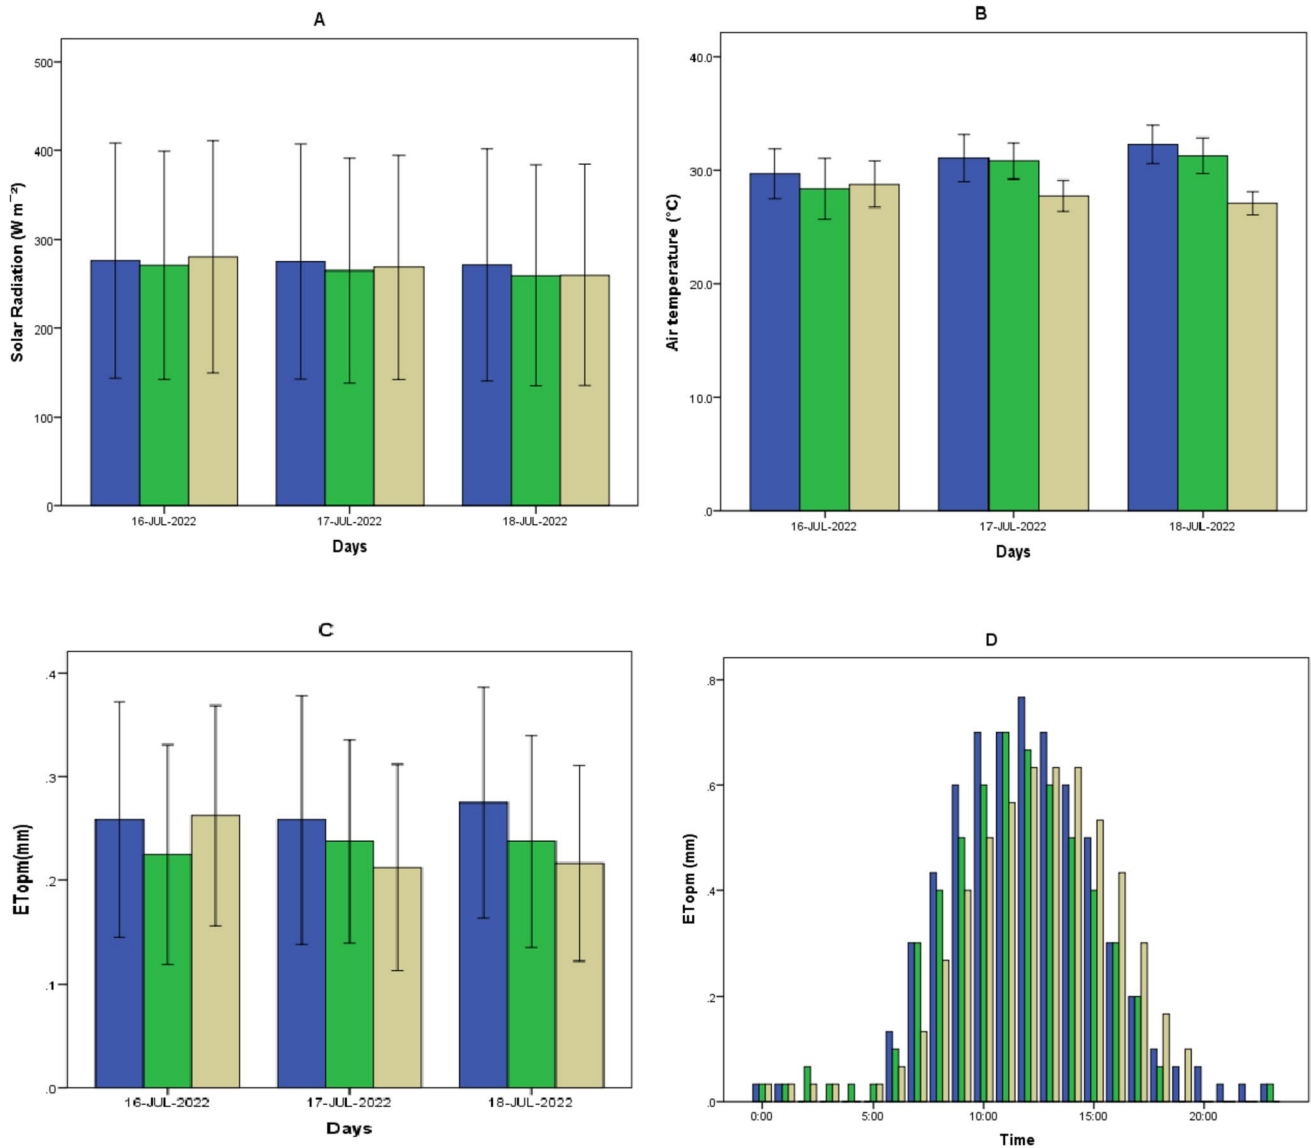 A
Solar Radiation (W m⁻²)
500
400
300
200
100
0
16-JUL-2022 17-JUL-2022 18-JUL-2022
Days
B
Air temperature (°C)
40.0
30.0
20.0
10.0
.0
16-JUL-2022 17-JUL-2022 18-JUL-2022
Days
C
ETopm(mm)
.4
.3
.2
.1
.0
16-JUL-2022 17-JUL-2022 18-JUL-2022
Days
D
ETopm (mm)
.8
.6
.4
.2
.0
0:00 5:00 10:00 15:00 20:00
Time